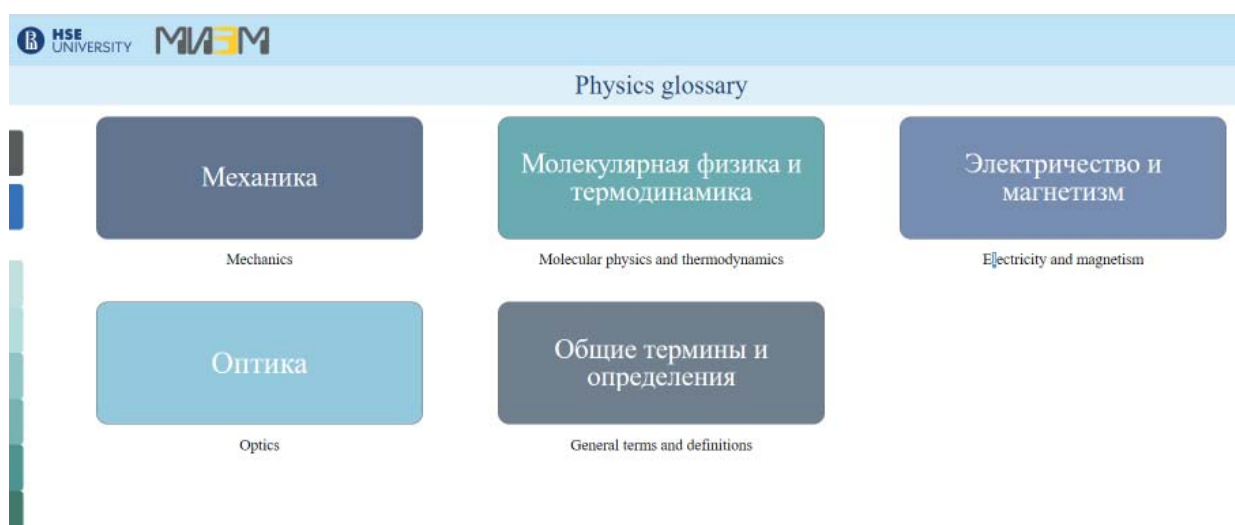 HSE
UNIVERSITY
МИЭМ
Physics glossary
Механика
Молекулярная физика и
термодинамика
Электричество и
магнетизм
Mechanics
Molecular physics and thermodynamics
Electricity and magnetism
Оптика
Общие термины и
определения
Optics
General terms and definitions